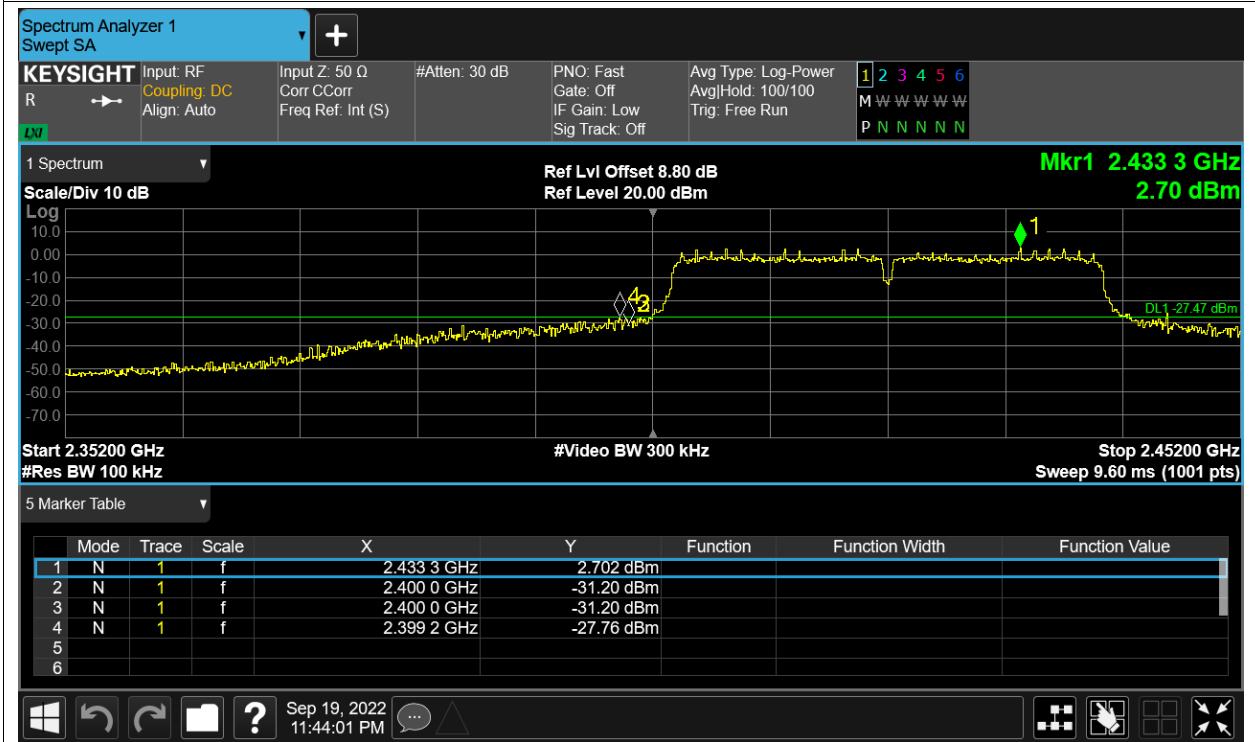 Spectrum Analyzer 1
Swept SA
KEYSIGHT
R
LXI
Input: RF
Coupling: DC
Align: Auto
Input Z: 50 Ω
Corr CCorr
Freq Ref: Int (S)
#Atten: 30 dB
PNO: Fast
Gate: Off
IF Gain: Low
Sig Track: Off
Avg Type: Log-Power
Avg|Hold: 100/100
Trig: Free Run
1 2 3 4 5 6
M W W W W W
P N N N N N
1 Spectrum
Scale/Div 10 dB
Ref Lvl Offset 8.80 dB
Ref Level 20.00 dBm
Mkr1 2.433 3 GHz
2.70 dBm
Log
10.0
0.00
-10.0
-20.0
-30.0
-40.0
-50.0
-60.0
-70.0
1
4
DL1 -27.47 dBm
Start 2.35200 GHz
#Res BW 100 kHz
#Video BW 300 kHz
Stop 2.45200 GHz
Sweep 9.60 ms (1001 pts)
5 Marker Table
Mode Trace Scale X Y Function Function Width Function Value
1 N 1 f 2.433 3 GHz 2.702 dBm
2 N 1 f 2.400 0 GHz -31.20 dBm
3 N 1 f 2.400 0 GHz -31.20 dBm
4 N 1 f 2.399 2 GHz -27.76 dBm
5
6
?
Sep 19, 2022
11:44:01 PM